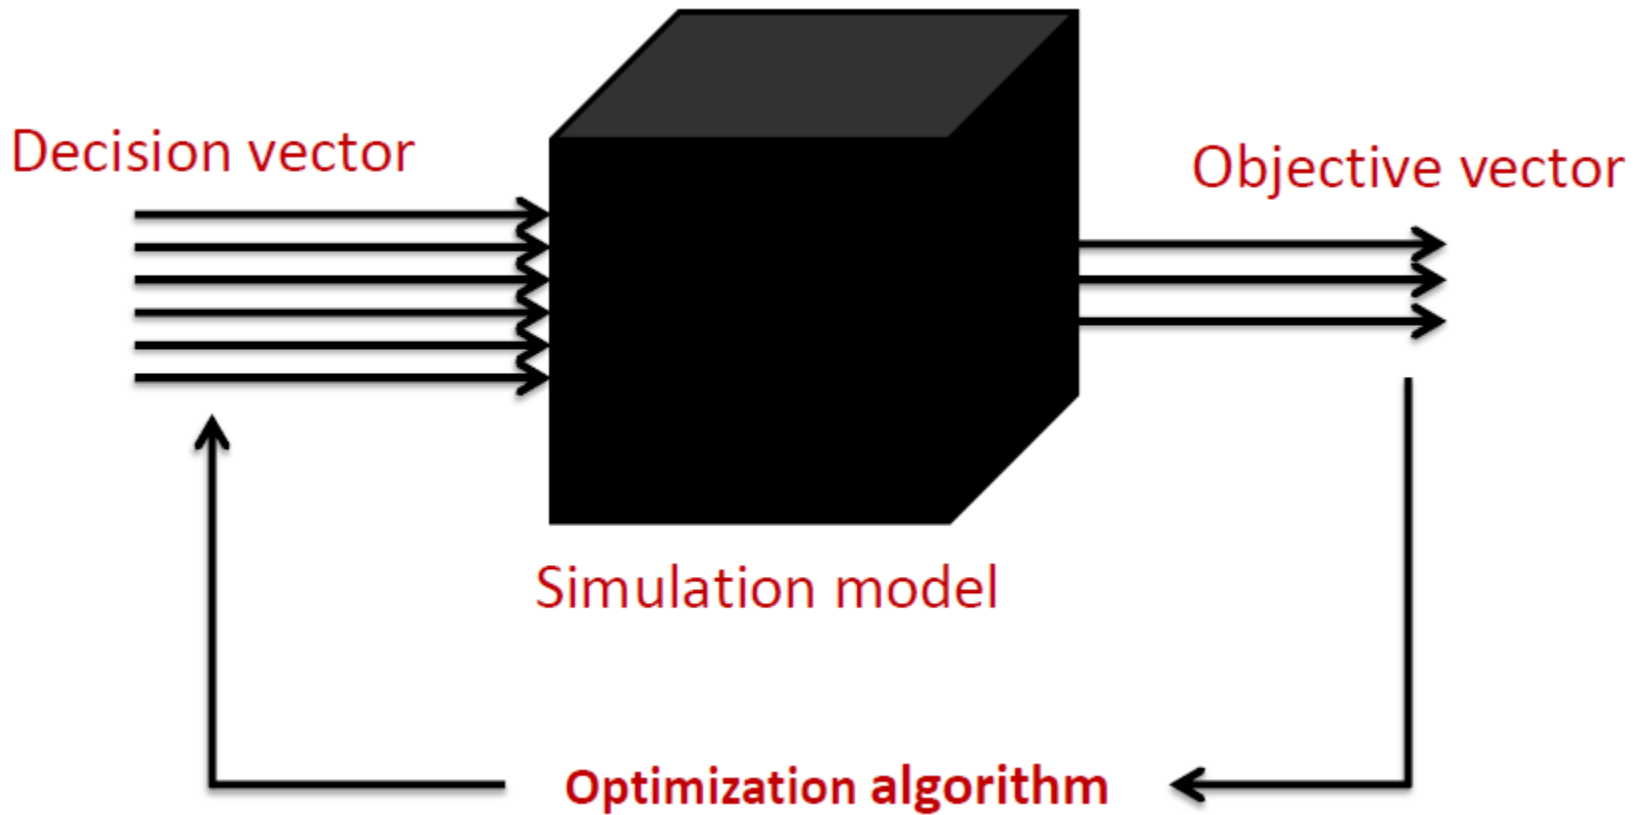 Decision vector
Objective vector
Simulation model
Optimization algorithm